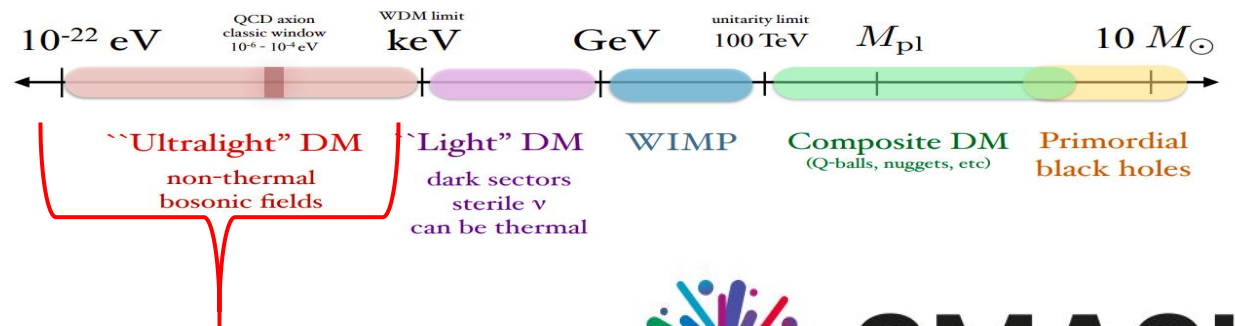 10⁻²² eV
QCD axion
classic window
10⁻⁶ - 10⁻⁴ eV
WDM limit
keV
GeV
unitarity limit
100 TeV
Mpl
10 M☉
``Ultralight” DM
non-thermal
bosonic fields
``Light” DM
dark sectors
sterile ν
can be thermal
WIMP
Composite DM
(Q-balls, nuggets, etc)
Primordial
black holes